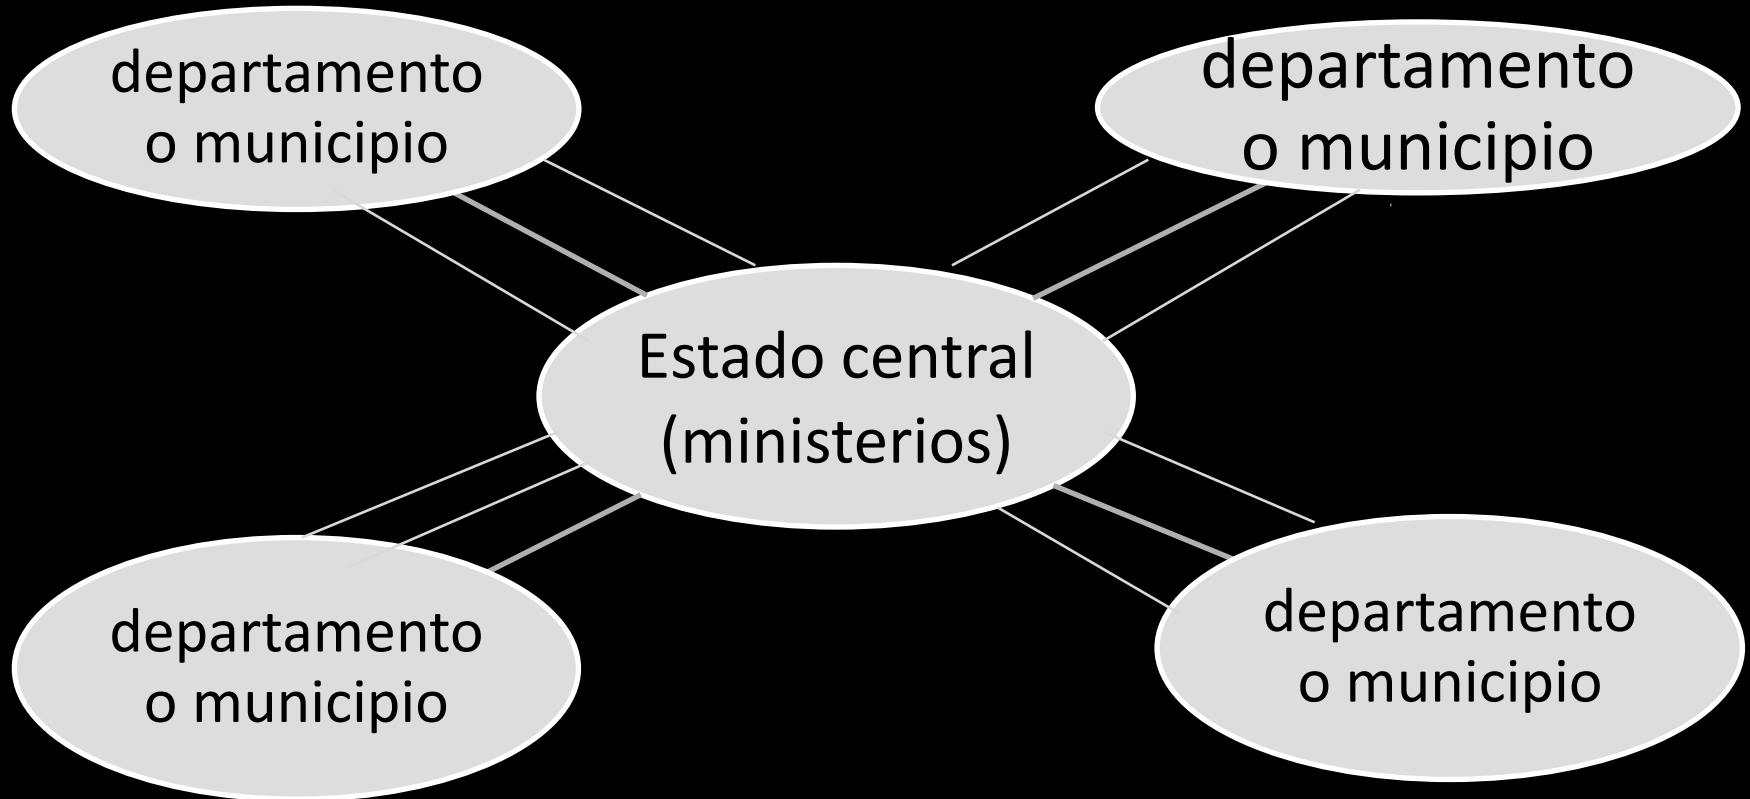 departamento
o municipio
departamento
o municipio
Estado central
(ministerios)
departamento
o municipio
departamento
o municipio